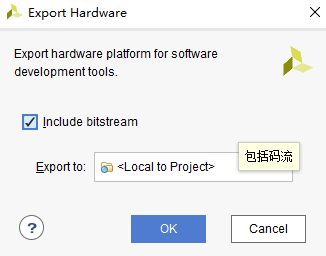 Export Hardware
Export hardware platform for software
development tools.
Include bitstream
包括码流
Export to: <Local to Project>
? OK Cancel